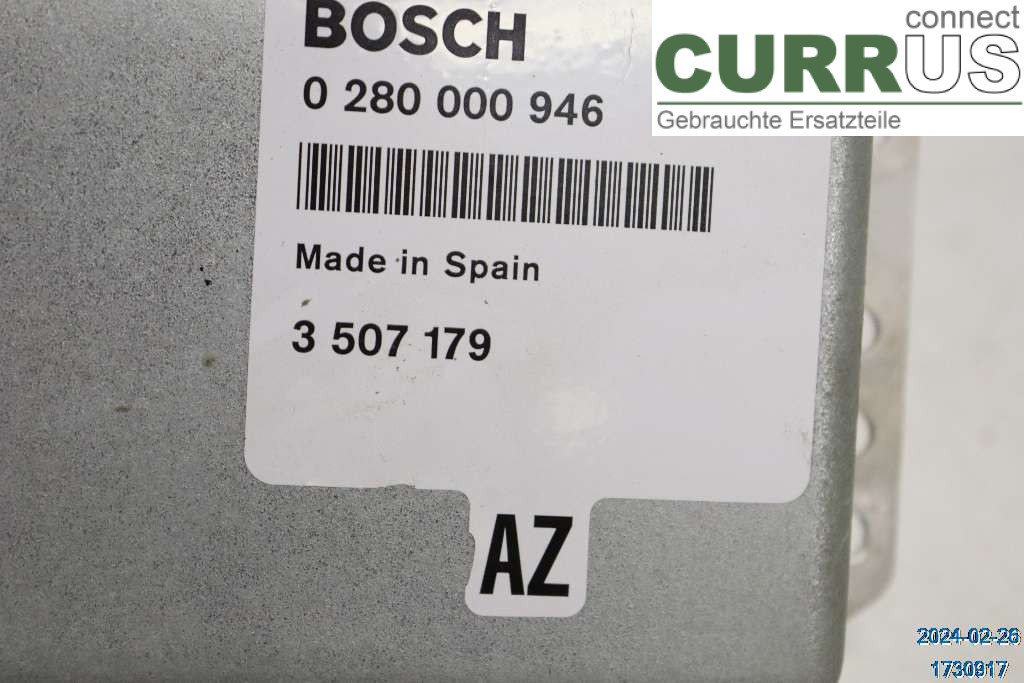 BOSCH
0 280 000 946
Made in Spain
3 507 179
AZ
connect
CURRUS
Gebrauchte Ersatzteile
2024-02-26
1730917